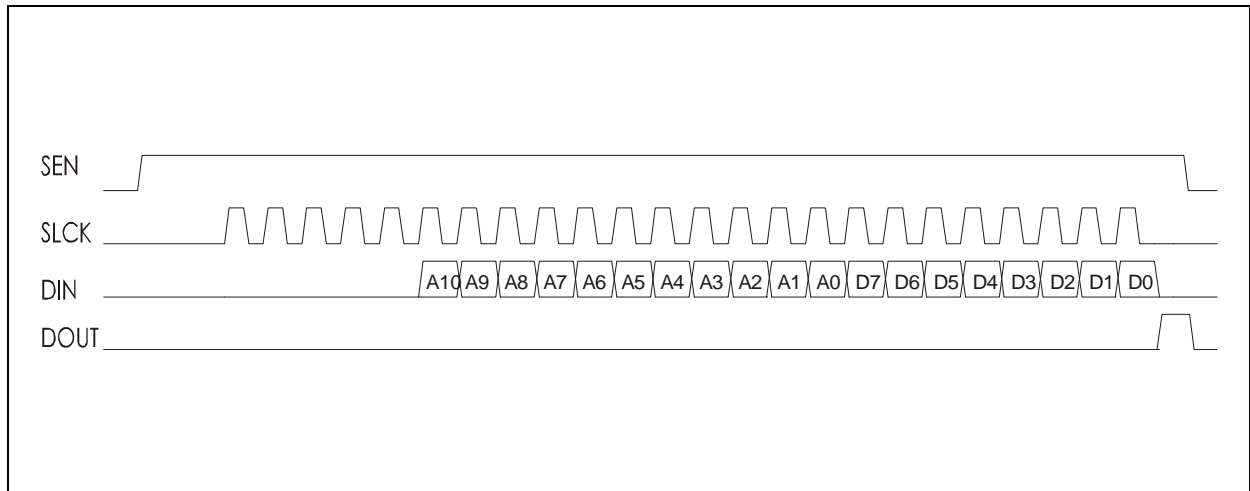 SEN
SLCK
DIN A10 A9 A8 A7 A6 A5 A4 A3 A2 A1 A0 D7 D6 D5 D4 D3 D2 D1 D0
DOUT